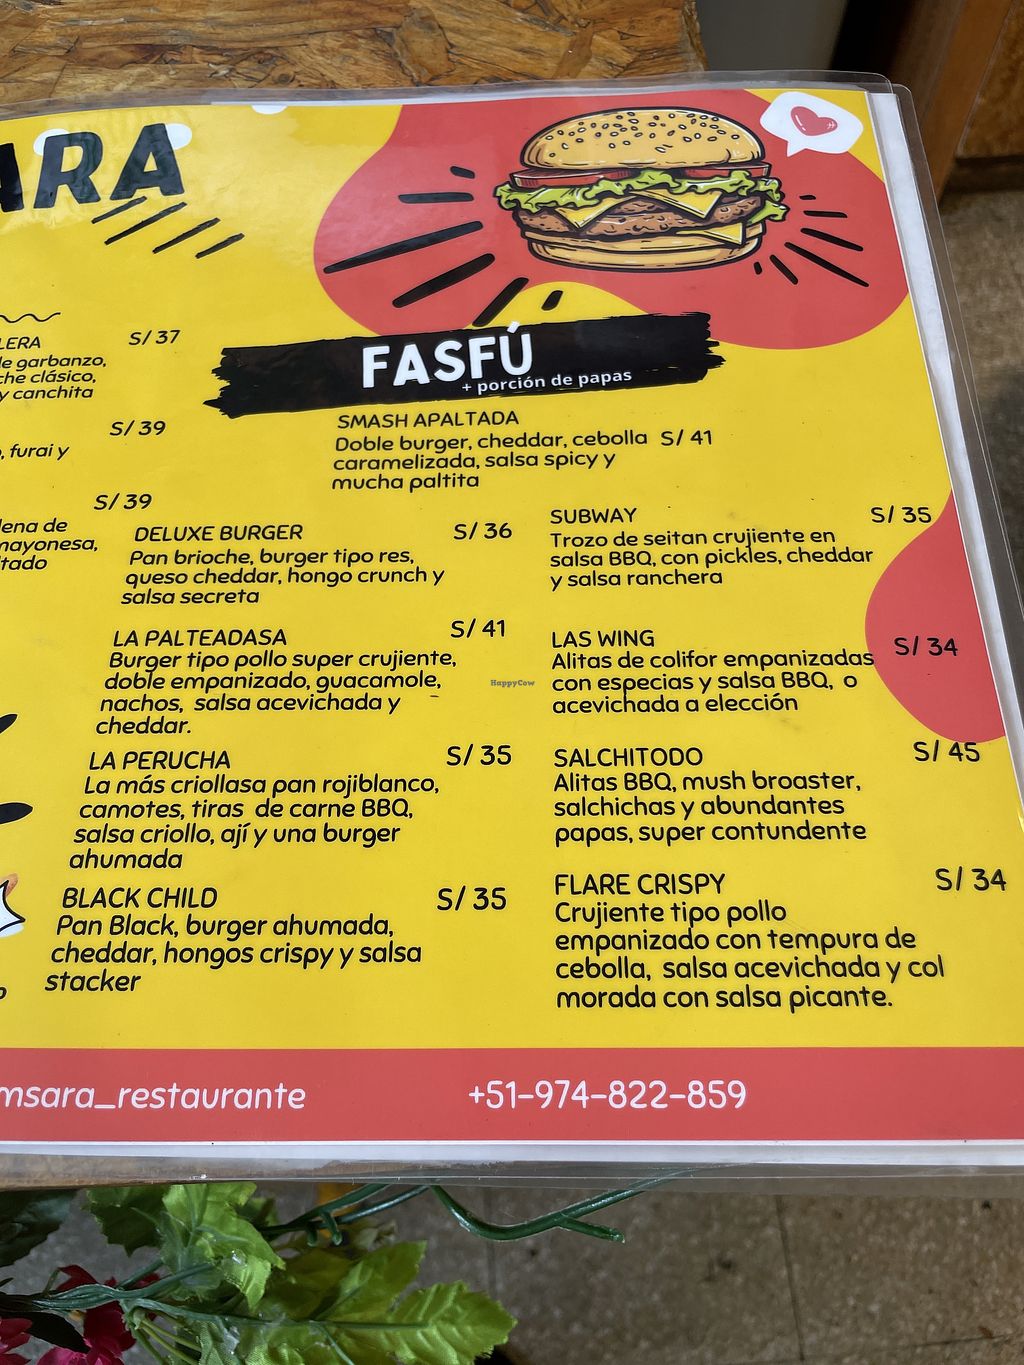 ARA
LERA
S/ 37
de garbanzo,
che clásico,
y canchita
S/ 39
, furai y
S/ 39
lena de
mayonesa,
ltado
FASFÚ
+ porción de papas
SMASH APALTADA
Doble burger, cheddar, cebolla S/ 41
caramelizada, salsa spicy y
mucha paltita
DELUXE BURGER S/ 36
Pan brioche, burger tipo res,
queso cheddar, hongo crunch y
salsa secreta
LA PALTEADASA S/ 41
Burger tipo pollo super crujiente,
doble empanizado, guacamole,
nachos, salsa acevichada y
cheddar.
LA PERUCHA S/ 35
La más criollasa pan rojiblanco,
camotes, tiras de carne BBQ,
salsa criollo, ají y una burger
ahumada
BLACK CHILD S/ 35
Pan Black, burger ahumada,
cheddar, hongos crispy y salsa
stacker
SUBWAY S/ 35
Trozo de seitan crujiente en
salsa BBQ, con pickles, cheddar
y salsa ranchera
LAS WING S/ 34
Alitas de colifor empanizadas
con especias y salsa BBQ, o
acevichada a elección
SALCHITODO S/ 45
Alitas BBQ, mush broaster,
salchichas y abundantes
papas, super contundente
FLARE CRISPY S/ 34
Crujiente tipo pollo
empanizado con tempura de
cebolla, salsa acevichada y col
morada con salsa picante.
msara_restaurante +51-974-822-859
HappyCow